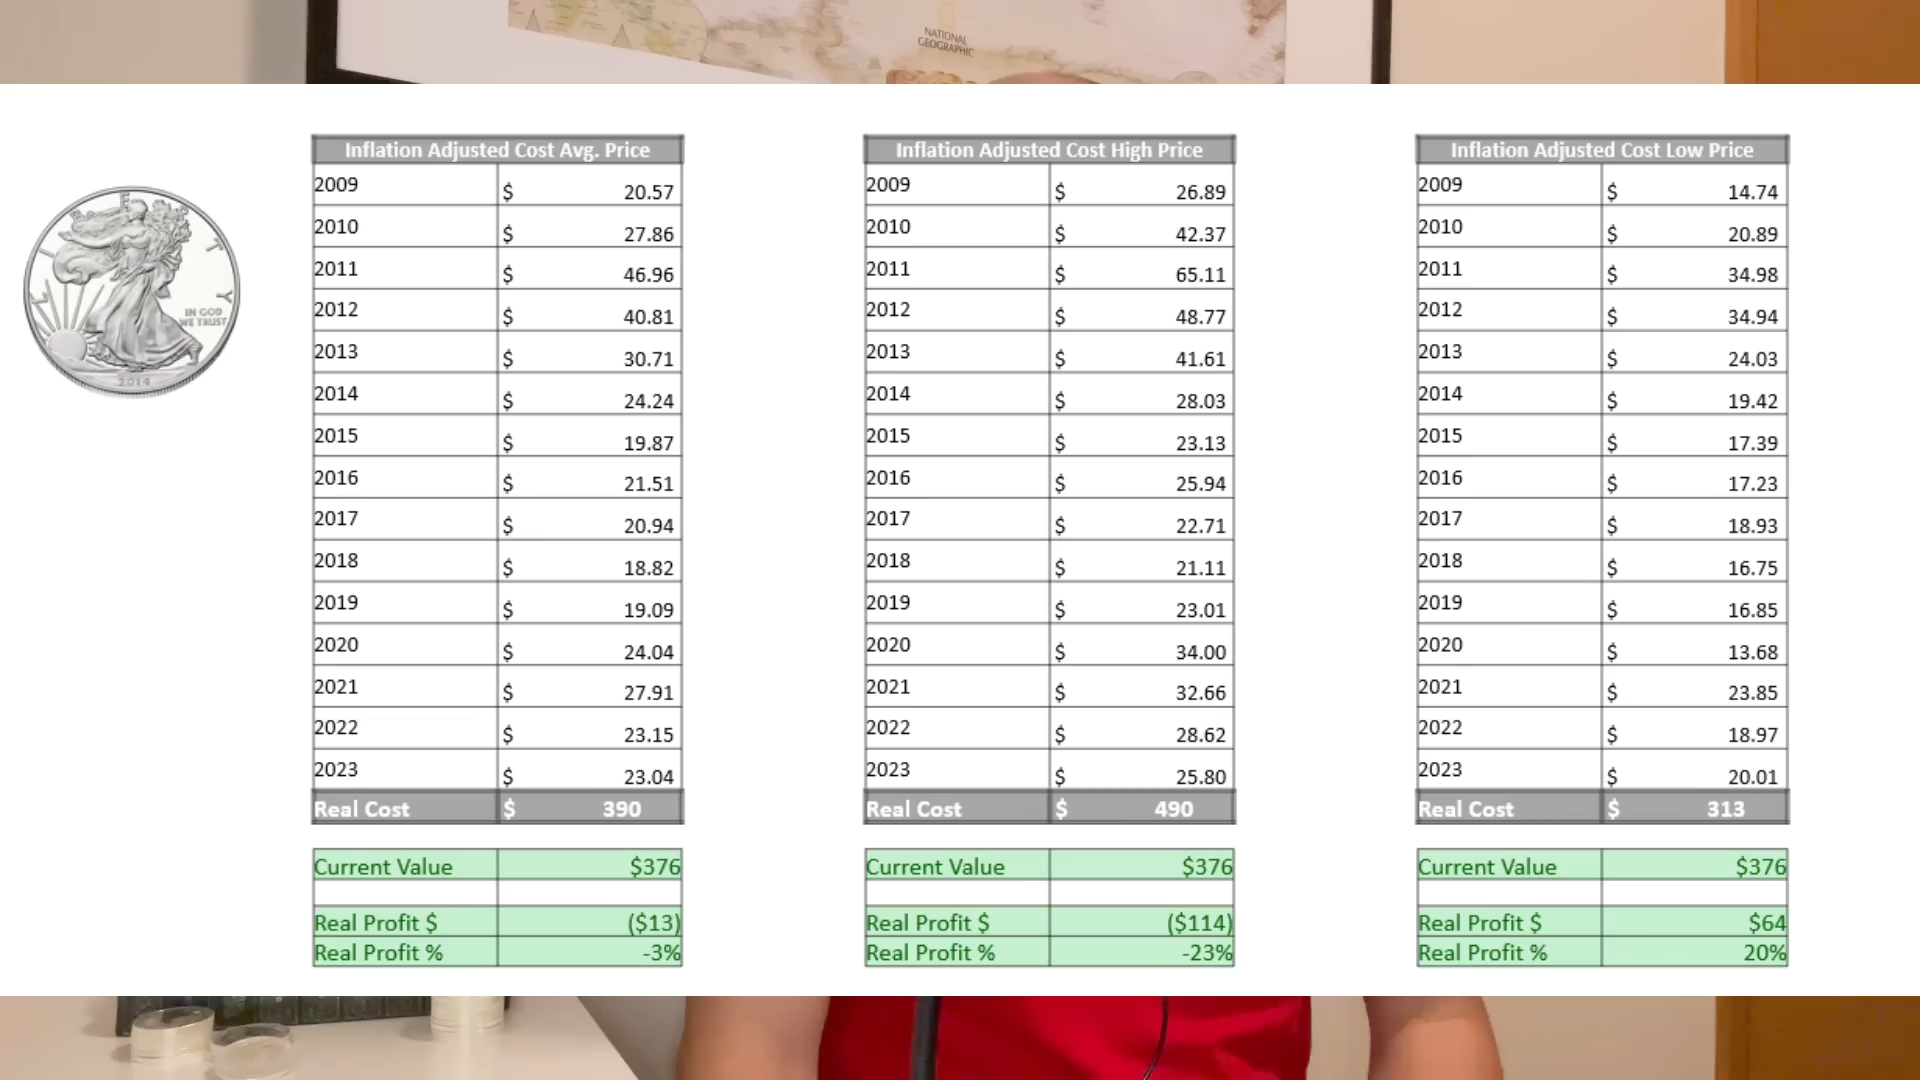 NATIONAL
GEOGRAPHIC
LIBERTY
IN GOD
WE TRUST
2014
Inflation Adjusted Cost Avg. Price
2009 $ 20.57
2010 $ 27.86
2011 $ 46.96
2012 $ 40.81
2013 $ 30.71
2014 $ 24.24
2015 $ 19.87
2016 $ 21.51
2017 $ 20.94
2018 $ 18.82
2019 $ 19.09
2020 $ 24.04
2021 $ 27.91
2022 $ 23.15
2023 $ 23.04
Real Cost $ 390
Current Value $376
Real Profit $ ($13)
Real Profit % -3%
Inflation Adjusted Cost High Price
2009 $ 26.89
2010 $ 42.37
2011 $ 65.11
2012 $ 48.77
2013 $ 41.61
2014 $ 28.03
2015 $ 23.13
2016 $ 25.94
2017 $ 22.71
2018 $ 21.11
2019 $ 23.01
2020 $ 34.00
2021 $ 32.66
2022 $ 28.62
2023 $ 25.80
Real Cost $ 490
Current Value $376
Real Profit $ ($114)
Real Profit % -23%
Inflation Adjusted Cost Low Price
2009 $ 14.74
2010 $ 20.89
2011 $ 34.98
2012 $ 34.94
2013 $ 24.03
2014 $ 19.42
2015 $ 17.39
2016 $ 17.23
2017 $ 18.93
2018 $ 16.75
2019 $ 16.85
2020 $ 13.68
2021 $ 23.85
2022 $ 18.97
2023 $ 20.01
Real Cost $ 313
Current Value $376
Real Profit $ $64
Real Profit % 20%